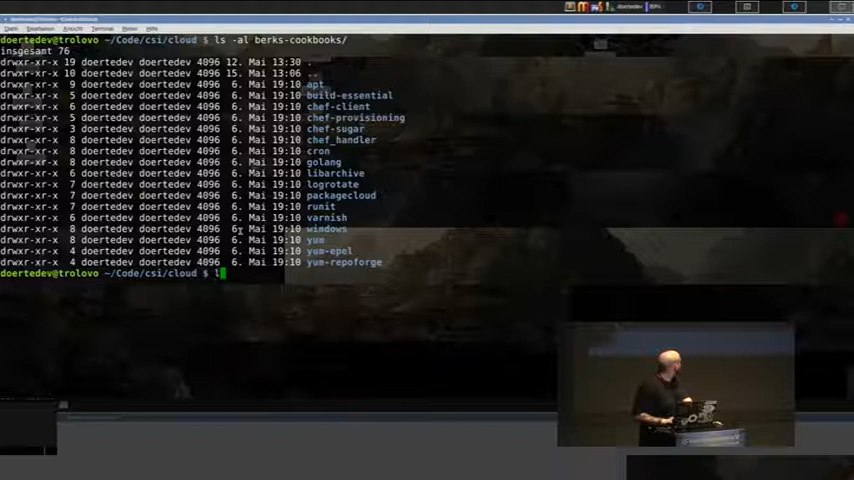 doertedev 99%
Datei Bearbeiten Ansicht Terminal Reiter Hilfe
doertedev@trolovo ~/Code/csi/cloud $ ls -al berks-cookbooks/
insgesamt 76
drwxr-xr-x 19 doertedev doertedev 4096 12. Mai 13:30 .
drwxr-xr-x 10 doertedev doertedev 4096 15. Mai 13:06 ..
drwxr-xr-x 9 doertedev doertedev 4096 6. Mai 19:10 apt
drwxr-xr-x 5 doertedev doertedev 4096 6. Mai 19:10 build-essential
drwxr-xr-x 6 doertedev doertedev 4096 6. Mai 19:10 chef-client
drwxr-xr-x 5 doertedev doertedev 4096 6. Mai 19:10 chef-provisioning
drwxr-xr-x 3 doertedev doertedev 4096 6. Mai 19:10 chef-sugar
drwxr-xr-x 8 doertedev doertedev 4096 6. Mai 19:10 chef_handler
drwxr-xr-x 8 doertedev doertedev 4096 6. Mai 19:10 cron
drwxr-xr-x 8 doertedev doertedev 4096 6. Mai 19:10 golang
drwxr-xr-x 6 doertedev doertedev 4096 6. Mai 19:10 libarchive
drwxr-xr-x 7 doertedev doertedev 4096 6. Mai 19:10 logrotate
drwxr-xr-x 7 doertedev doertedev 4096 6. Mai 19:10 packagecloud
drwxr-xr-x 7 doertedev doertedev 4096 6. Mai 19:10 runit
drwxr-xr-x 6 doertedev doertedev 4096 6. Mai 19:10 varnish
drwxr-xr-x 8 doertedev doertedev 4096 6. Mai 19:10 windows
drwxr-xr-x 8 doertedev doertedev 4096 6. Mai 19:10 yum
drwxr-xr-x 4 doertedev doertedev 4096 6. Mai 19:10 yum-epel
drwxr-xr-x 4 doertedev doertedev 4096 6. Mai 19:10 yum-repoforge
doertedev@trolovo ~/Code/csi/cloud $ l